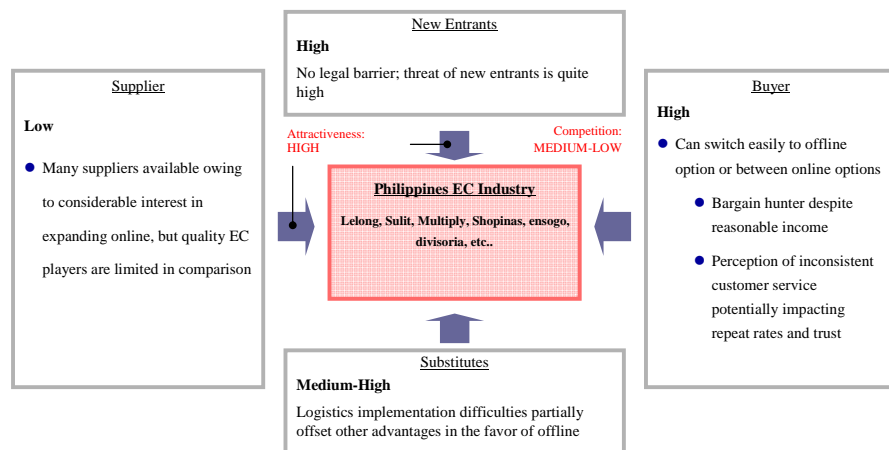 New Entrants
High
No legal barrier; threat of new entrants is quite
high
Supplier
Low
Many suppliers available owing
to considerable interest in
expanding online, but quality EC
players are limited in comparison
Attractiveness:
HIGH
Competition:
MEDIUM-LOW
Philippines EC Industry
Lelong, Sulit, Multiply, Shopinas, ensogo,
divisoria, etc..
Buyer
High
Can switch easily to offline
option or between online options
Bargain hunter despite
reasonable income
Perception of inconsistent
customer service
potentially impacting
repeat rates and trust
Substitutes
Medium-High
Logistics implementation difficulties partially
offset other advantages in the favor of offline